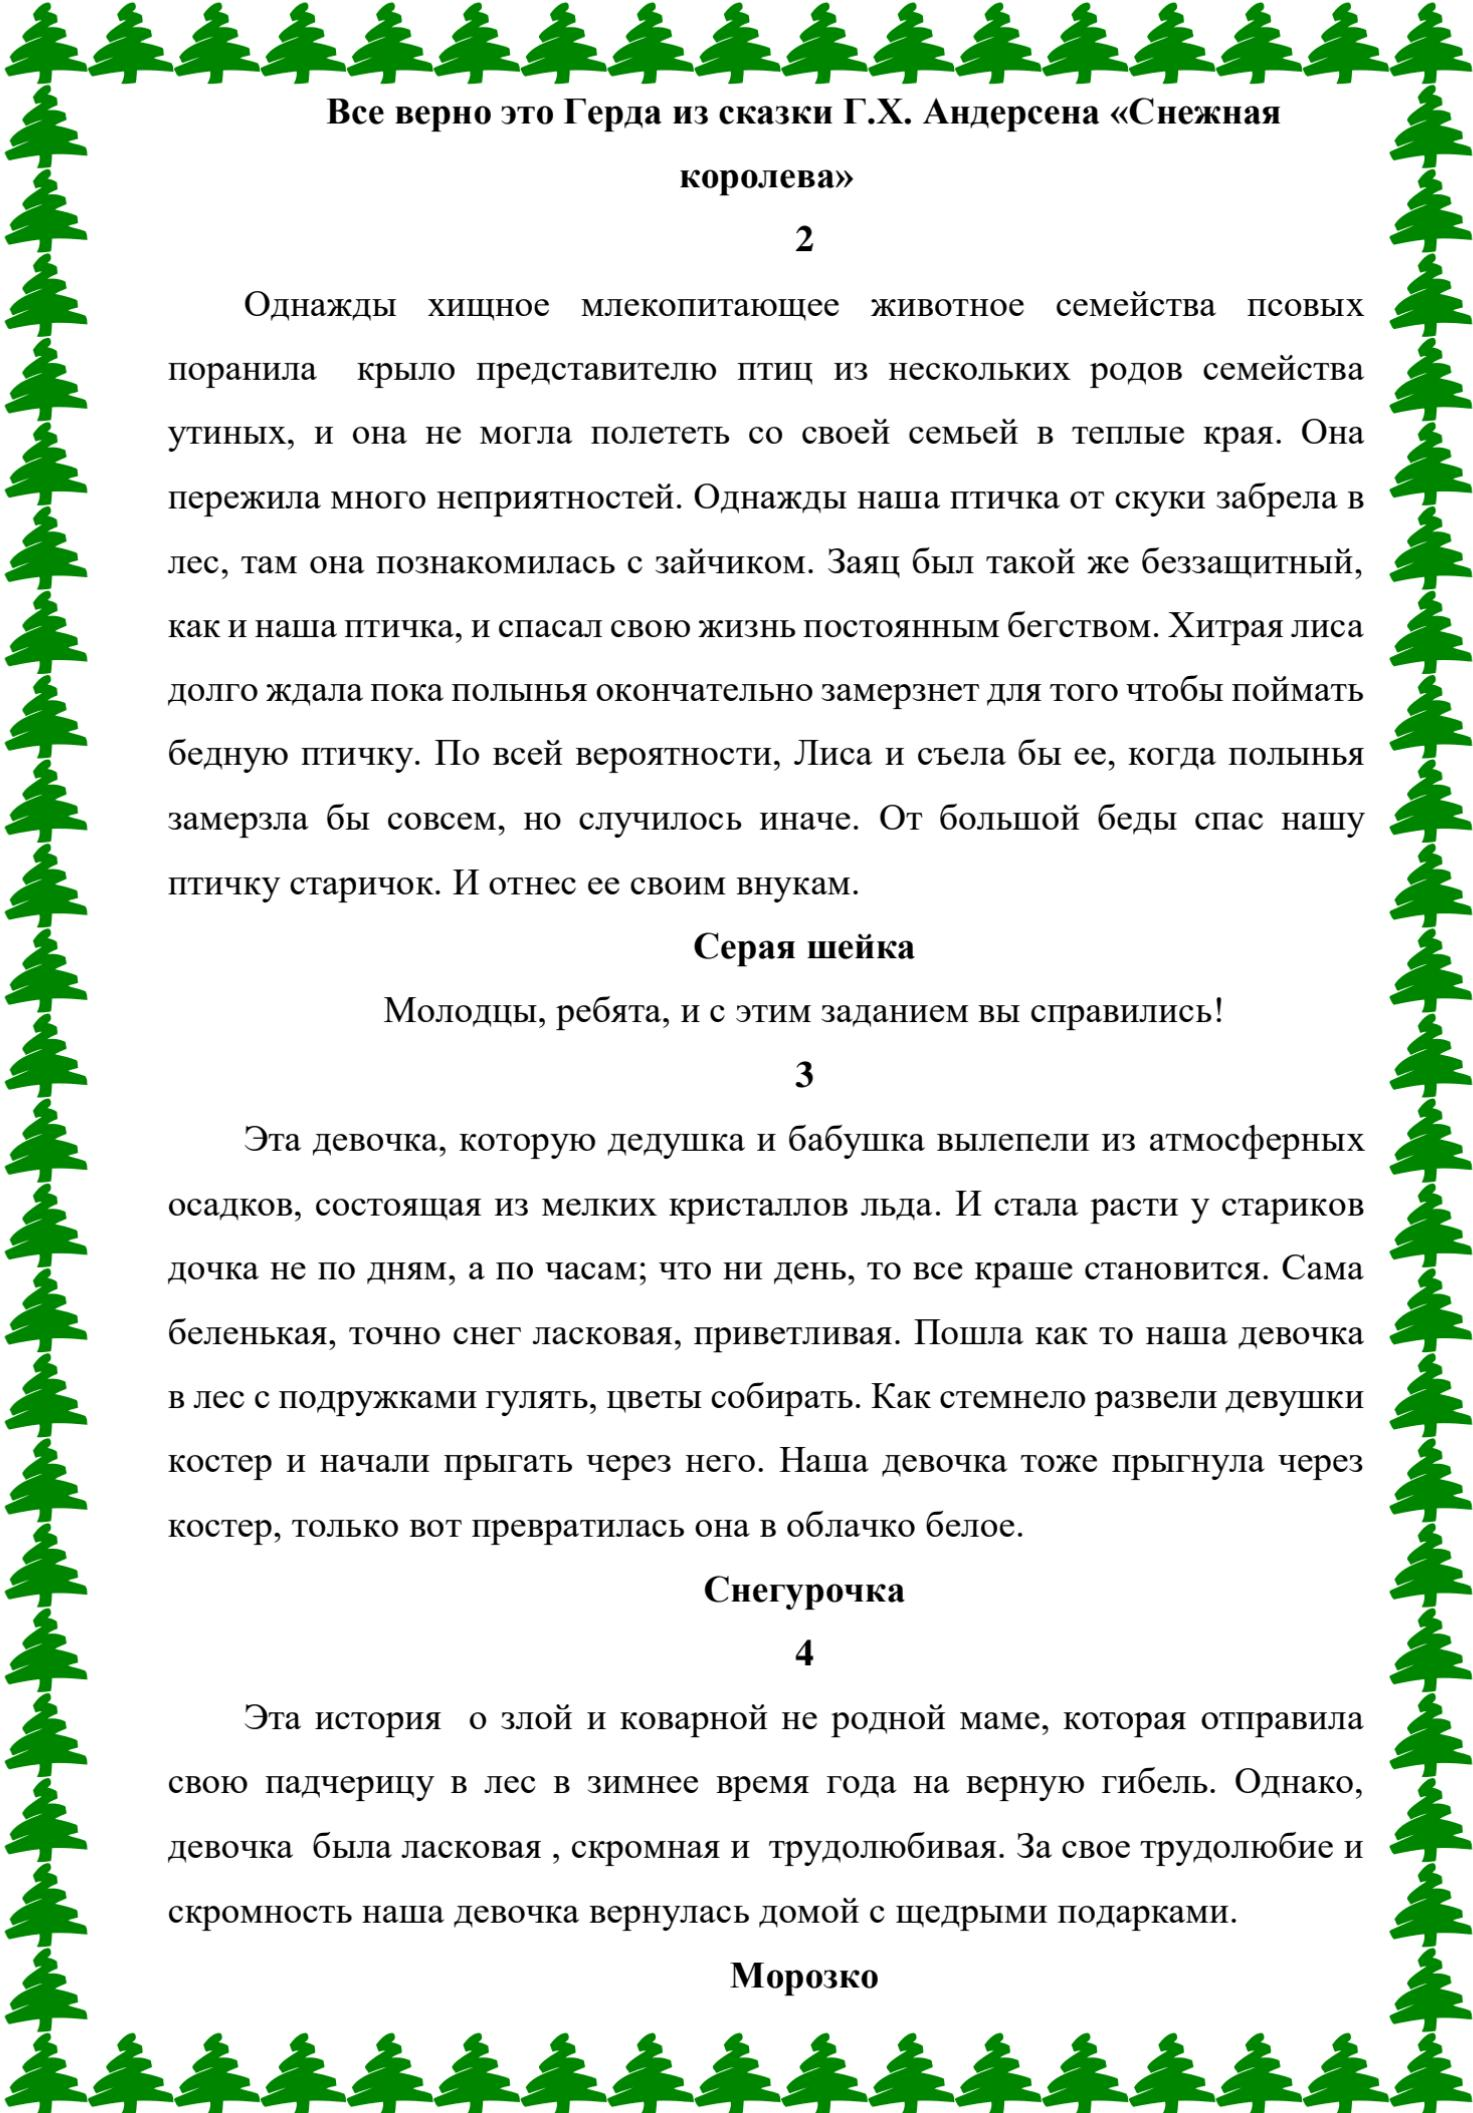 Все верно это Герда из сказки Г.Х. Андерсена «Снежная
королева»
2
Однажды хищное млекопитающее животное семейства псовых
поранила крыло представителю птиц из нескольких родов семейства
утиных, и она не могла полететь со своей семьей в теплые края. Она
пережила много неприятностей. Однажды наша птичка от скуки забрела в
лес, там она познакомилась с зайчиком. Заяц был такой же беззащитный,
как и наша птичка, и спасал свою жизнь постоянным бегством. Хитрая лиса
долго ждала пока полынья окончательно замерзнет для того чтобы поймать
бедную птичку. По всей вероятности, Лиса и съела бы ее, когда полынья
замерзла бы совсем, но случилось иначе. От большой беды спас нашу
птичку старичок. И отнес ее своим внукам.
Серая шейка
Молодцы, ребята, и с этим заданием вы справились!
3
Эта девочка, которую дедушка и бабушка вылепели из атмосферных
осадков, состоящая из мелких кристаллов льда. И стала расти у стариков
дочка не по дням, а по часам; что ни день, то все краше становится. Сама
беленькая, точно снег ласковая, приветливая. Пошла как то наша девочка
в лес с подружками гулять, цветы собирать. Как стемнело развели девушки
костер и начали прыгать через него. Наша девочка тоже прыгнула через
костер, только вот превратилась она в облачко белое.
Снегурочка
4
Эта история о злой и коварной не родной маме, которая отправила
свою падчерицу в лес в зимнее время года на верную гибель. Однако,
девочка была ласковая , скромная и трудолюбивая. За свое трудолюбие и
скромность наша девочка вернулась домой с щедрыми подарками.
Морозко